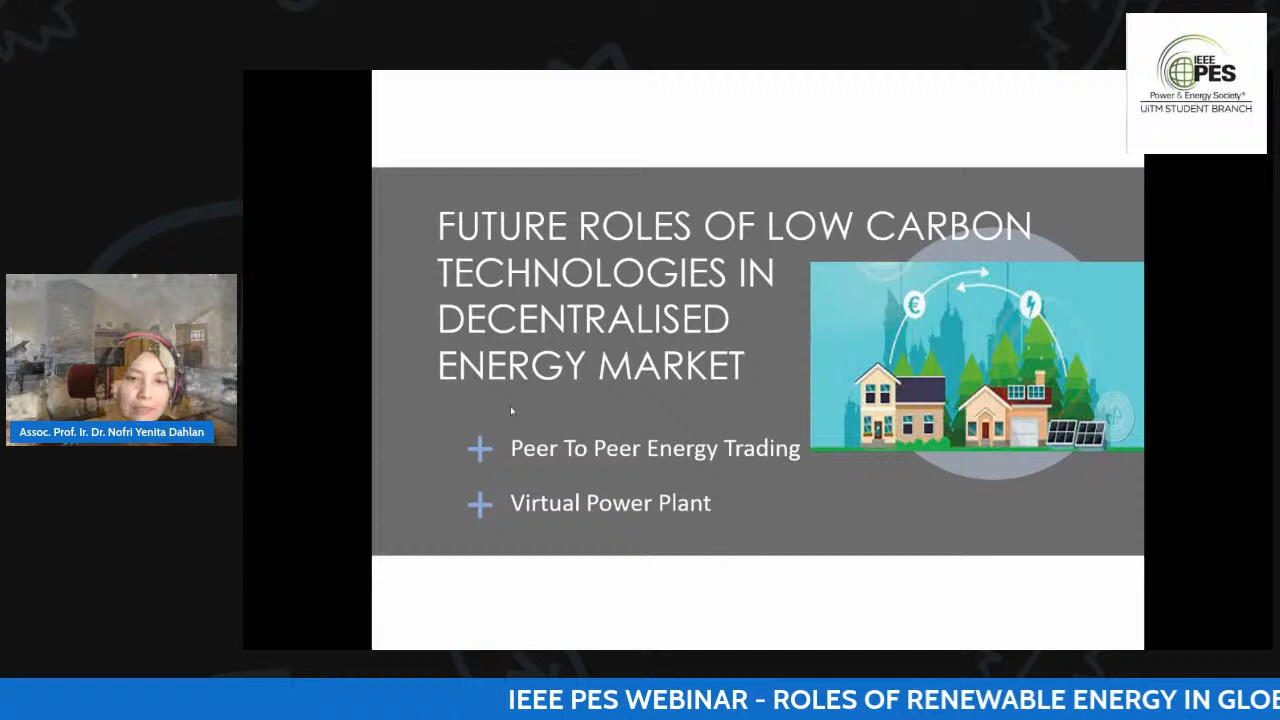 IEEE
PES
Power & Energy Society®
UiTM STUDENT BRANCH
FUTURE ROLES OF LOW CARBON
TECHNOLOGIES IN
DECENTRALISED
ENERGY MARKET
€
Peer To Peer Energy Trading
Virtual Power Plant
Assoc. Prof. Ir. Dr. Nofri Yenita Dahlan
IEEE PES WEBINAR - ROLES OF RENEWABLE ENERGY IN GLOB